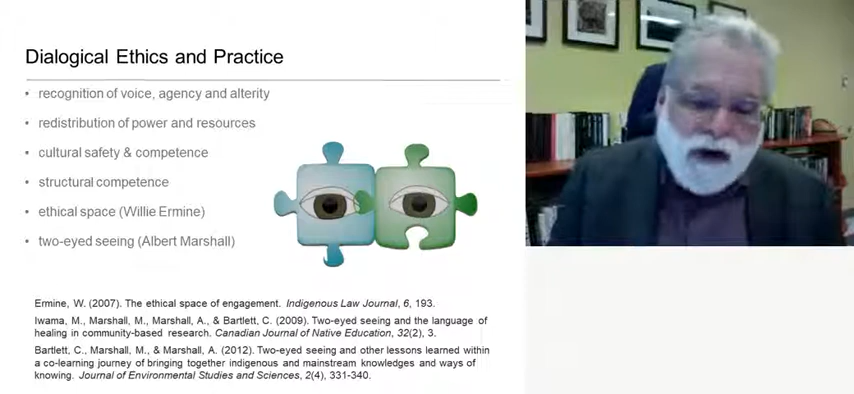 Dialogical Ethics and Practice
• recognition of voice, agency and alterity
• redistribution of power and resources
• cultural safety & competence
• structural competence
• ethical space (Willie Ermine)
• two-eyed seeing (Albert Marshall)
Ermine, W. (2007). The ethical space of engagement. Indigenous Law Journal, 6, 193.
Iwama, M., Marshall, M., Marshall, A., & Bartlett, C. (2009). Two-eyed seeing and the language of
healing in community-based research. Canadian Journal of Native Education, 32(2), 3.
Bartlett, C., Marshall, M., & Marshall, A. (2012). Two-eyed seeing and other lessons learned within
a co-learning journey of bringing together indigenous and mainstream knowledges and ways of
knowing. Journal of Environmental Studies and Sciences, 2(4), 331-340.